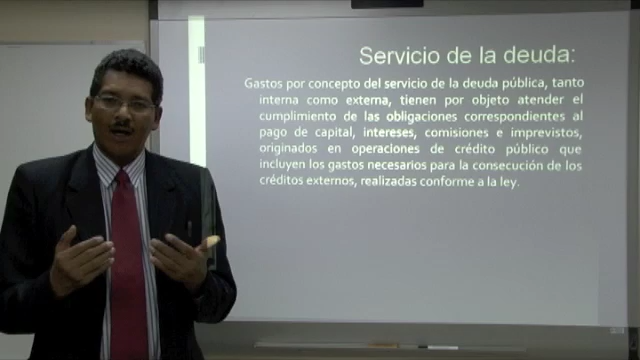 Servicio de la deuda:
Gastos por concepto del servicio de la deuda pública, tanto
interna como externa, tienen por objeto atender el
cumplimiento de las obligaciones correspondientes al
pago de capital, intereses, comisiones e imprevistos,
originados en operaciones de crédito público que
incluyen los gastos necesarios para la consecución de los
créditos externos, realizadas conforme a la ley.